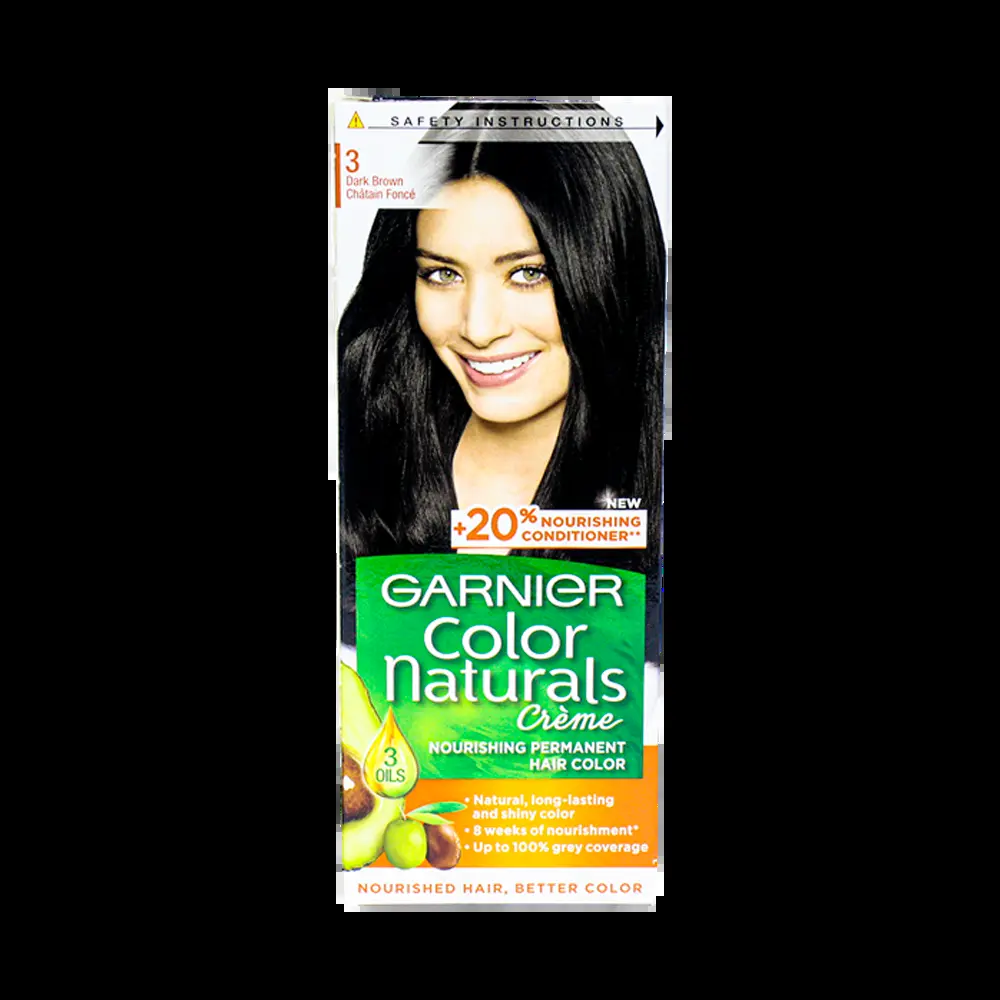 SAFETY INSTRUCTIONS
3
Dark Brown
Châtain Foncé
NEW
+20% NOURISHING
CONDITIONER**
GARNIER
Color
Naturals
Crème
NOURISHING PERMANENT
HAIR COLOR
3
OILS
• Natural, long-lasting
and shiny color
• 8 weeks of nourishment*
• Up to 100% grey coverage
NOURISHED HAIR, BETTER COLOR